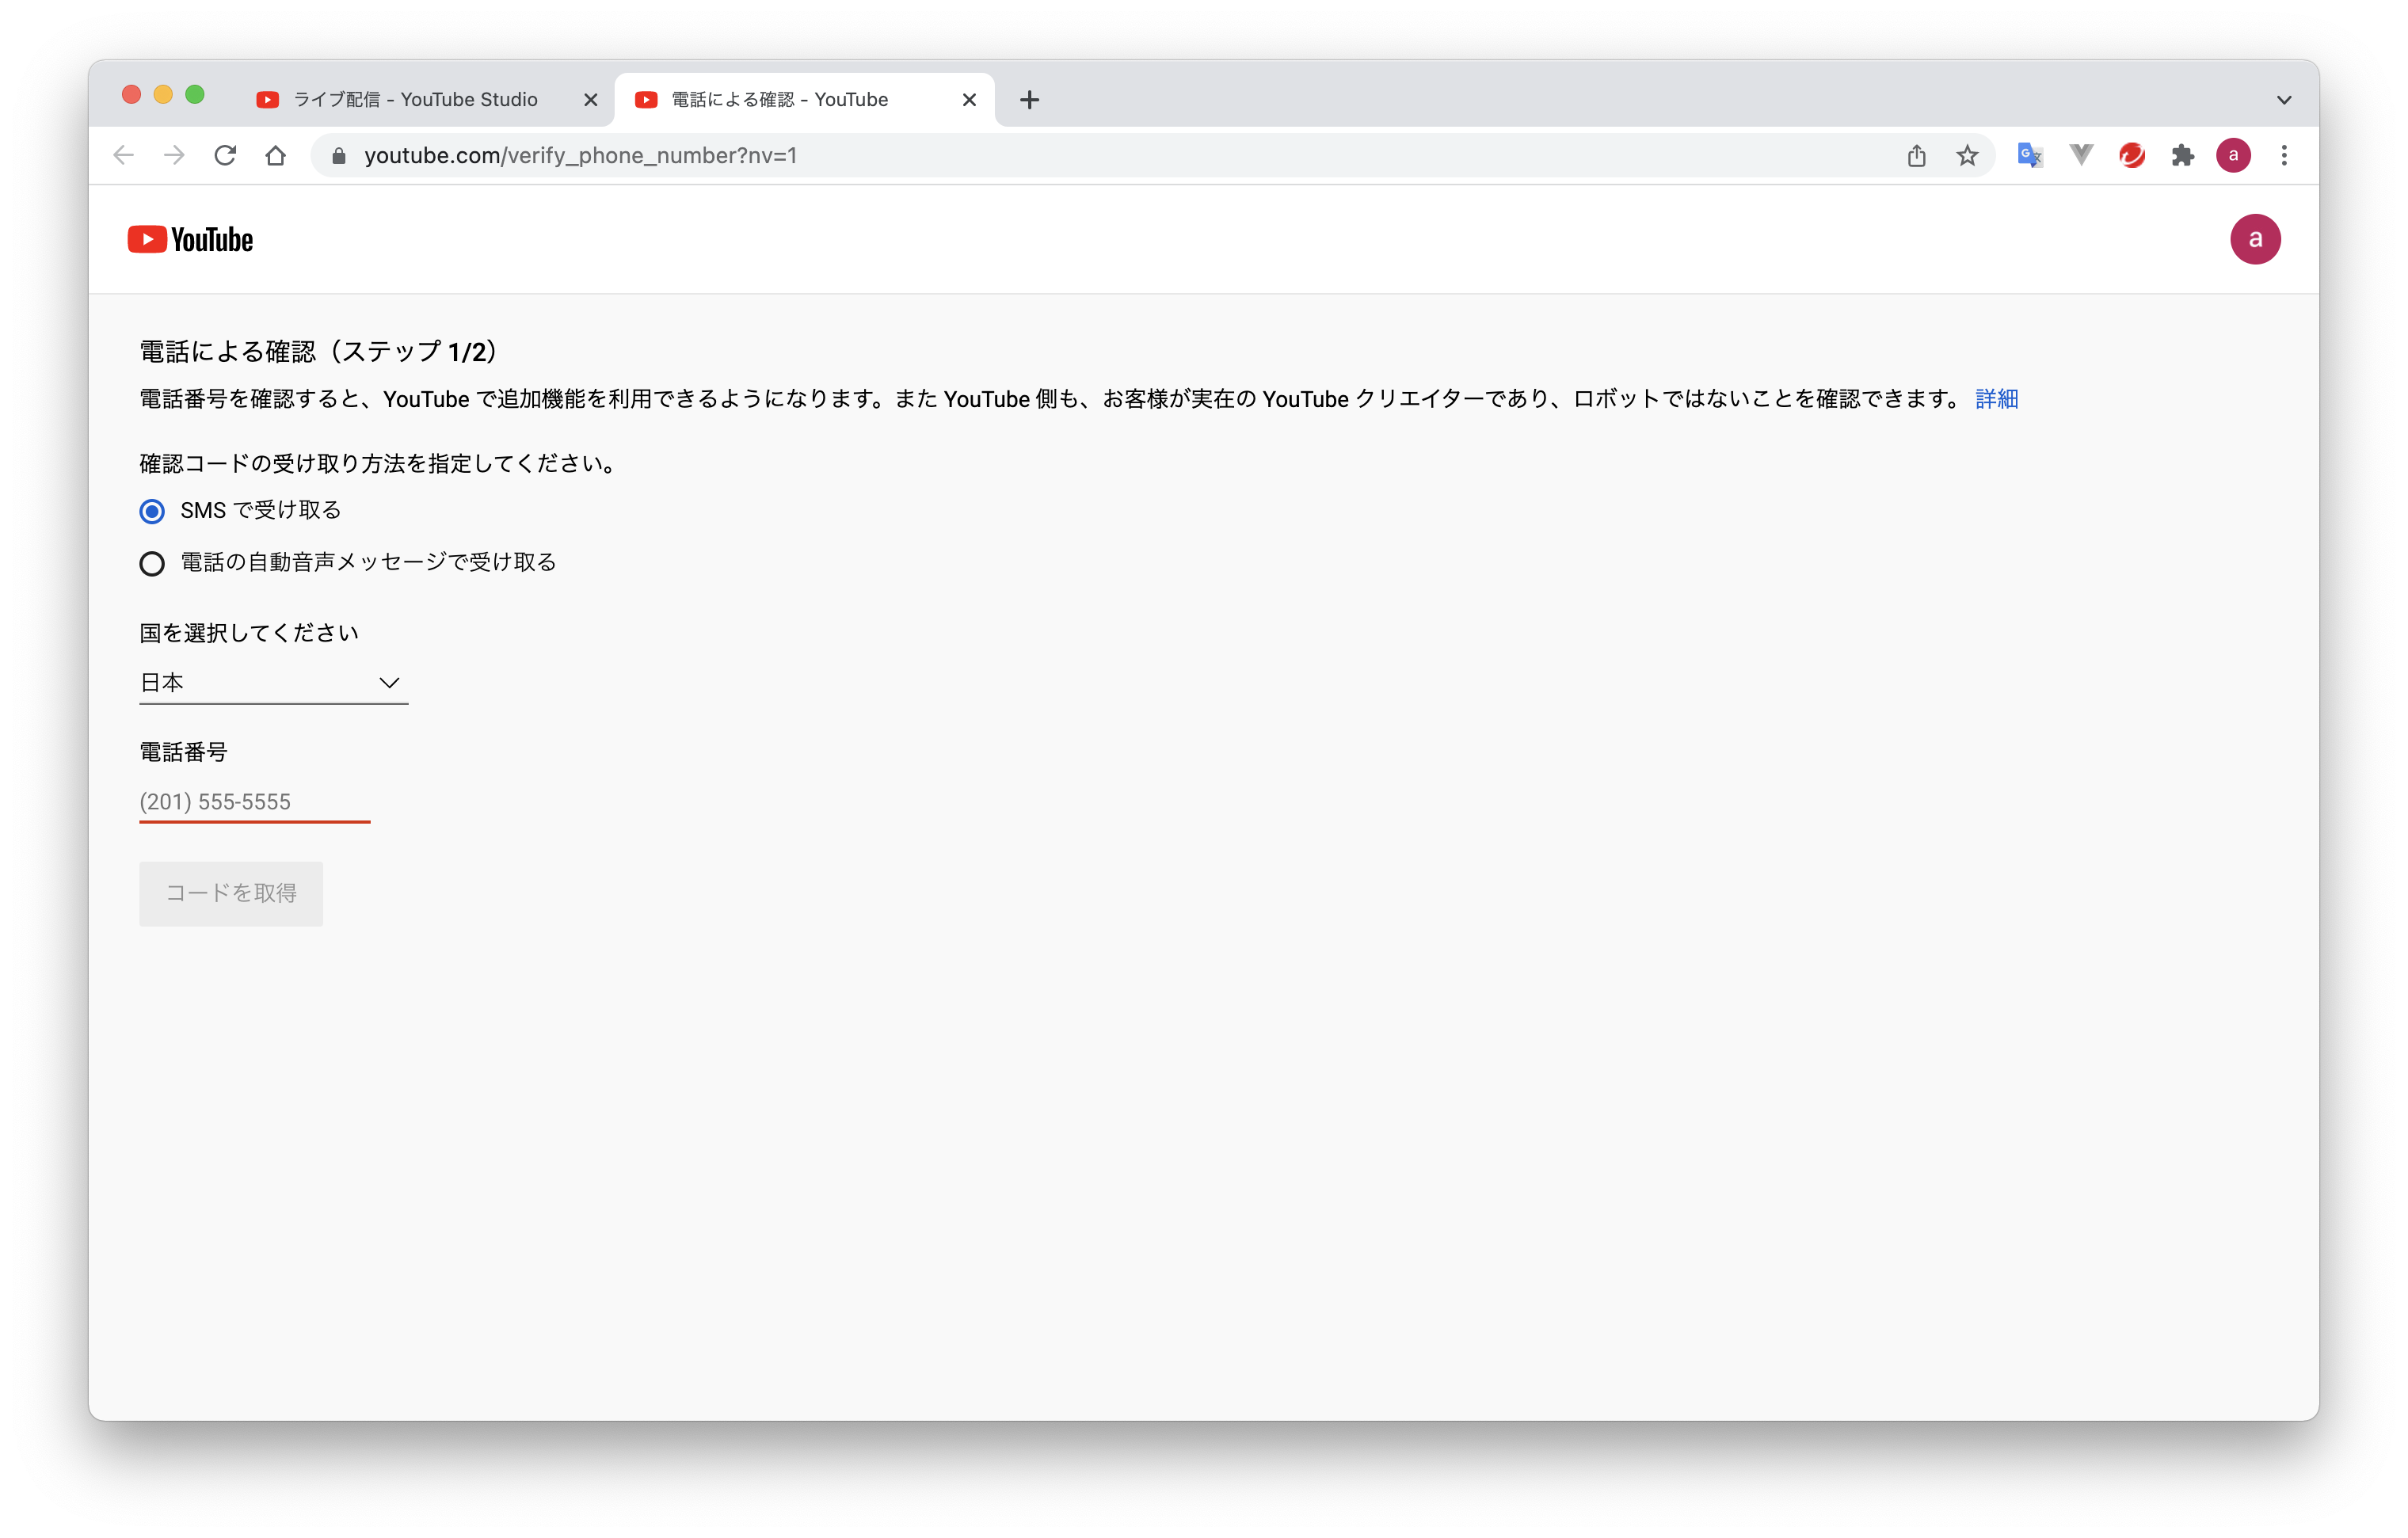 ライブ配信 - YouTube Studio
電話による確認 - YouTube
youtube.com/verify_phone_number?nv=1
a
YouTube
a
電話による確認（ステップ 1/2）
電話番号を確認すると、YouTube で追加機能を利用できるようになります。また YouTube 側も、お客様が実在の YouTube クリエイターであり、ロボットではないことを確認できます。 詳細
確認コードの受け取り方法を指定してください。
SMS で受け取る
電話の自動音声メッセージで受け取る
国を選択してください
日本
電話番号
(201) 555-5555
コードを取得